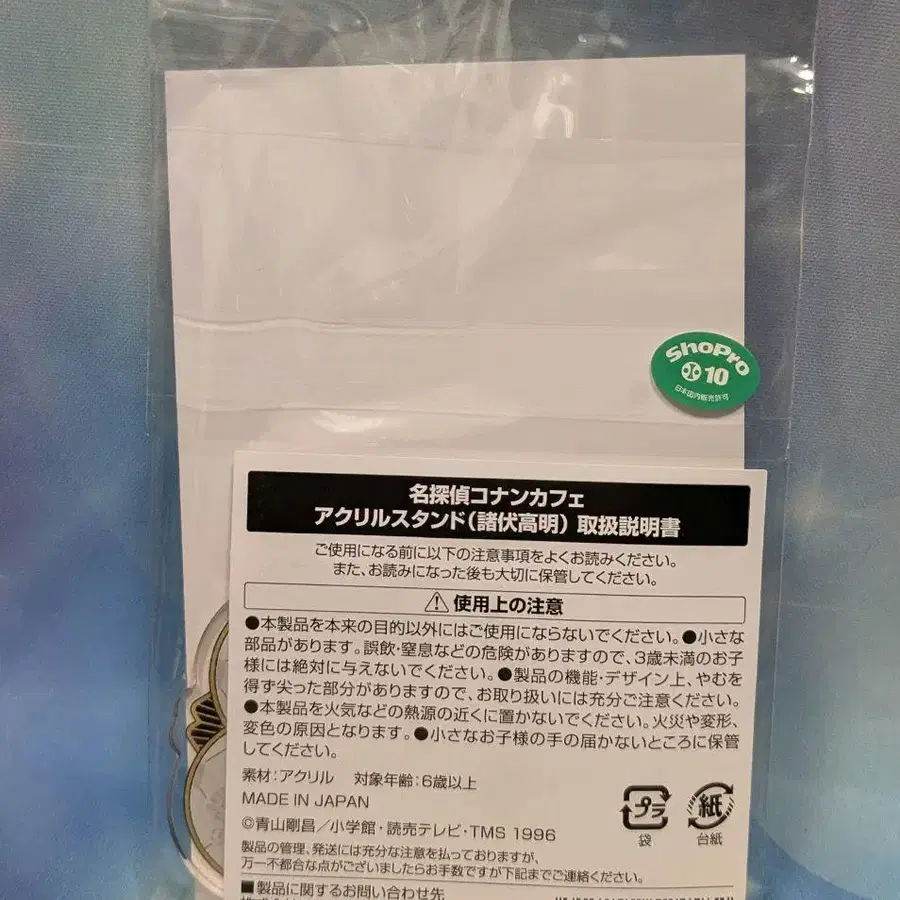 ShoPro
10
日本国内販売許可
名探偵コナンカフェ
アクリルスタンド(諸伏高明) 取扱説明書
ご使用になる前に以下の注意事項をよくお読みください。
また、お読みになった後も大切に保管してください。
使用上の注意
●本製品を本来の目的以外にはご使用にならないでください。●小さな
部品があります。誤飲・窒息などの危険がありますので、3歳未満のお子
様には絶対に与えないでください。●製品の機能・デザイン上、やむを
得ず尖った部分がありますので、お取り扱いには充分ご注意ください。
●本製品を火気などの熱源の近くに置かないでください。火災や変形、
変色の原因となります。●小さなお子様の手の届かないところに保管
してください。
素材:アクリル 対象年齢:6歳以上
MADE IN JAPAN
©青山剛昌/小学館・読売テレビ・TMS 1996
プラ
袋
紙
台紙
製品の管理、発送には充分な注意を払っておりますが、
万一不都合な点がございましたらお手数ですが下記までご連絡ください。
■製品に関するお問い合わせ先